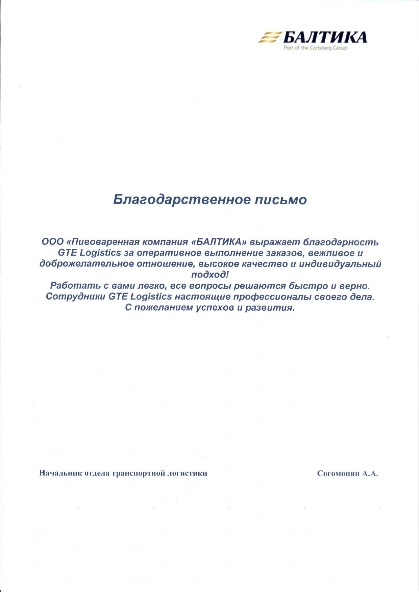 БАЛТИКА
Part of the Carlsberg Group
Благодарственное письмо
ООО «Пивоваренная компания «БАЛТИКА» выражает благодарность
GTE Logistics за оперативное выполнение заказов, вежливое и
доброжелательное отношение, высокое качество и индивидуальный
подход!
Работать с вами легко, все вопросы решаются быстро и верно.
Сотрудники GTE Logistics настоящие профессионалы своего дела.
С пожеланием успехов и развития.
Начальник отдела транспортной логистики Согомонян А.А.